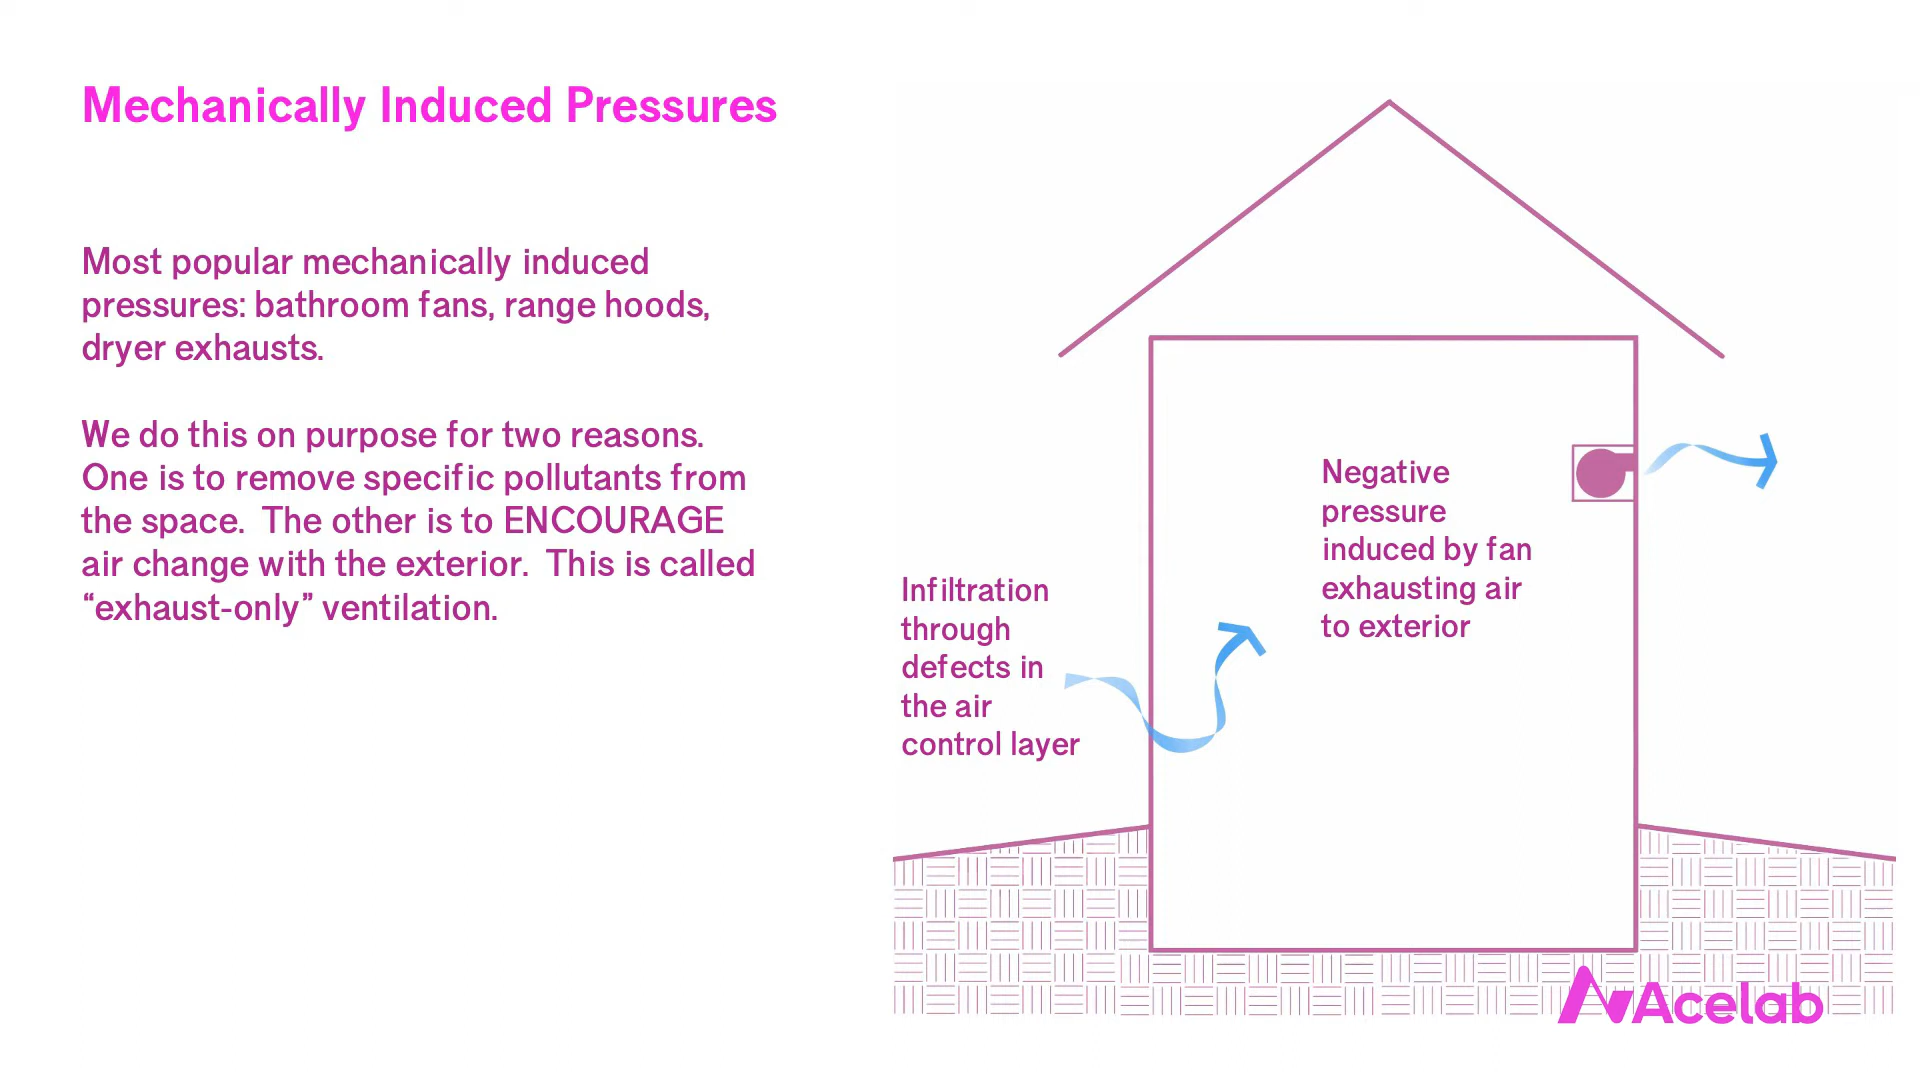 Mechanically Induced Pressures
Most popular mechanically induced
pressures: bathroom fans, range hoods,
dryer exhausts.
We do this on purpose for two reasons.
One is to remove specific pollutants from
the space.  The other is to ENCOURAGE
air change with the exterior.  This is called
“exhaust-only” ventilation.
Infiltration
through
defects in
the air
control layer
Negative
pressure
induced by fan
exhausting air
to exterior
Acelab